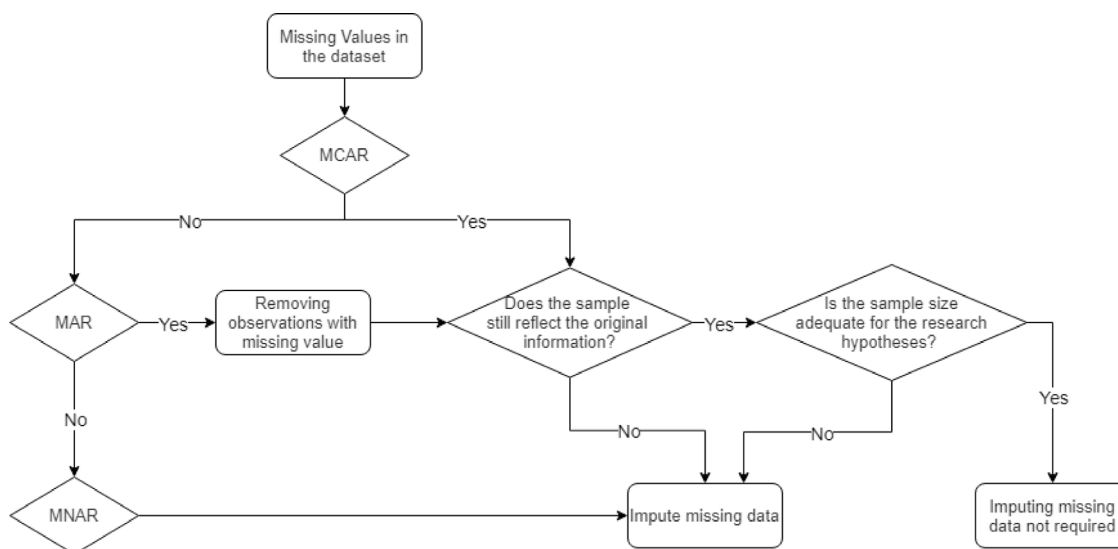 Missing Values in
the dataset
MCAR
No
Yes
MAR
Yes
Removing
observations with
missing value
Does the sample
still reflect the original
information?
Yes
Is the sample size
adequate for the research
hypotheses?
Yes
No
No
No
MNAR
Impute missing data
Imputing missing
data not required